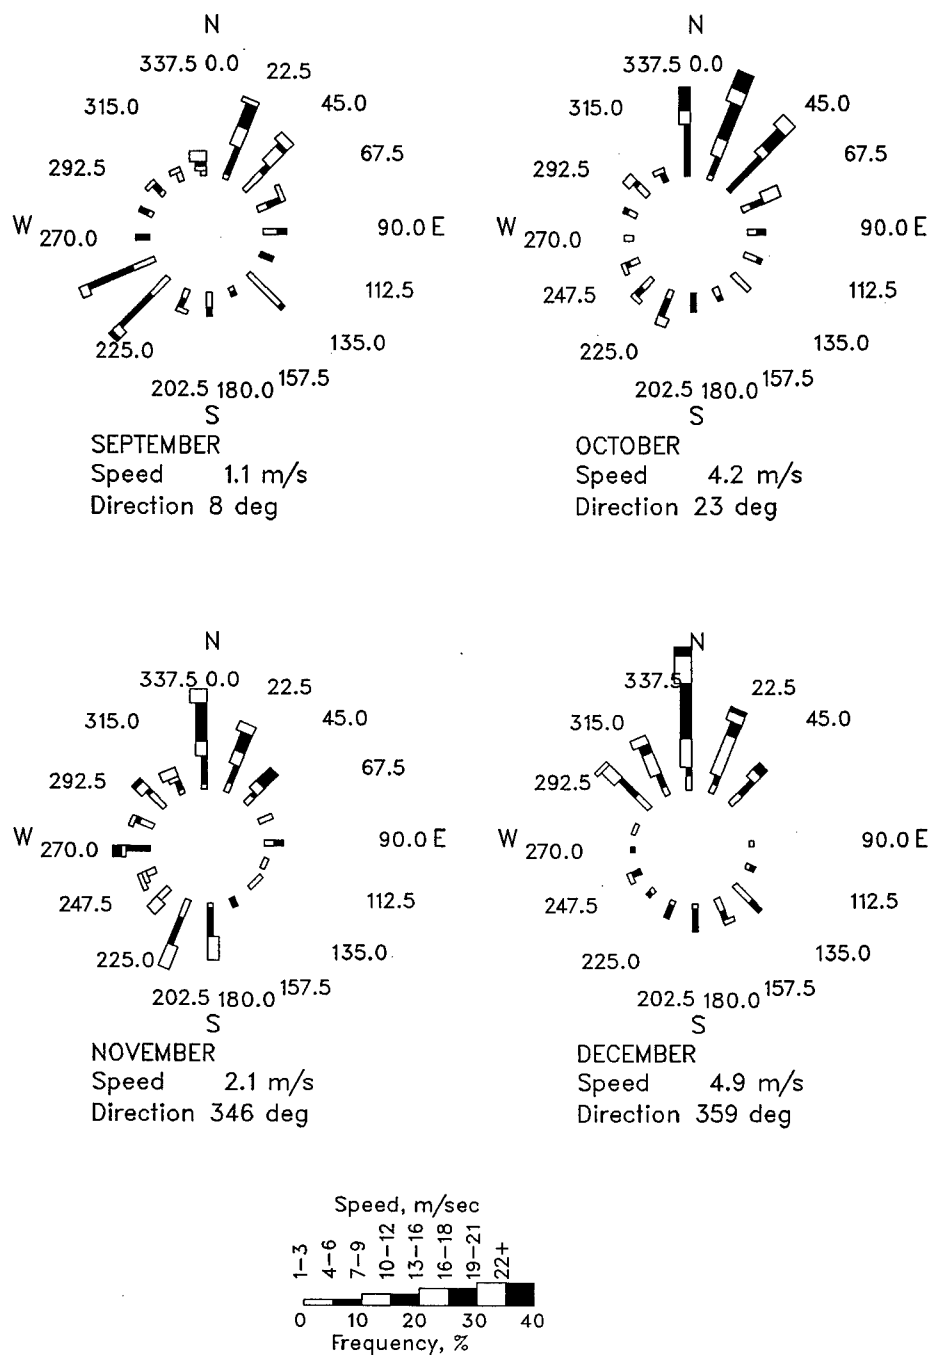 N
337.5 0.0
22.5
315.0
45.0
292.5
67.5
W 270.0
90.0 E
112.5
225.0
135.0
157.5
202.5 180.0
S
SEPTEMBER
Speed 1.1 m/s
Direction 8 deg
N
337.5 0.0
315.0
45.0
292.5
67.5
W 270.0
90.0 E
247.5
112.5
225.0
135.0
157.5
202.5 180.0
S
OCTOBER
Speed 4.2 m/s
Direction 23 deg
N
337.5 0.0
22.5
315.0
45.0
292.5
67.5
W 270.0
90.0 E
247.5
112.5
225.0
135.0
157.5
202.5 180.0
S
NOVEMBER
Speed 2.1 m/s
Direction 346 deg
N
337.5
22.5
315.0
45.0
292.5
W 270.0
90.0 E
247.5
112.5
225.0
135.0
157.5
202.5 180.0
S
DECEMBER
Speed 4.9 m/s
Direction 359 deg
Speed, m/sec
1-3
4-6
7-9
10-12
13-16
16-18
19-21
22+
0 10 20 30 40
Frequency, %